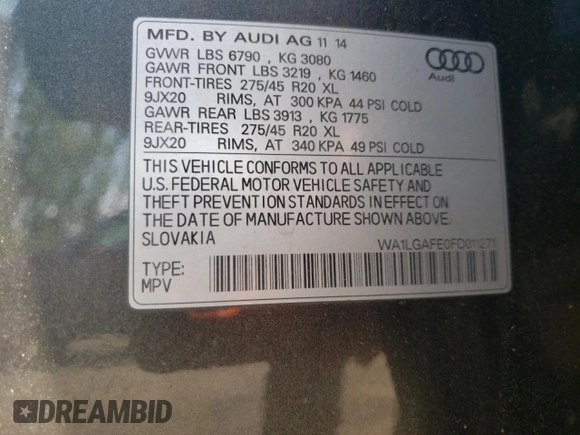 MFD. BY AUDI AG 11 14
GVWR LBS 6790 , KG 3080
GAWR FRONT LBS 3219 , KG 1460
FRONT-TIRES 275/45 R20 XL
9JX20 RIMS, AT 300 KPA 44 PSI COLD
GAWR REAR LBS 3913 , KG 1775
REAR-TIRES 275/45 R20 XL
9JX20 RIMS, AT 340 KPA 49 PSI COLD
Audi
THIS VEHICLE CONFORMS TO ALL APPLICABLE
U.S. FEDERAL MOTOR VEHICLE SAFETY AND
THEFT PREVENTION STANDARDS IN EFFECT ON
THE DATE OF MANUFACTURE SHOWN ABOVE.
SLOVAKIA
WA1LGAFE0FD011271
TYPE:
MPV
DREAMBID